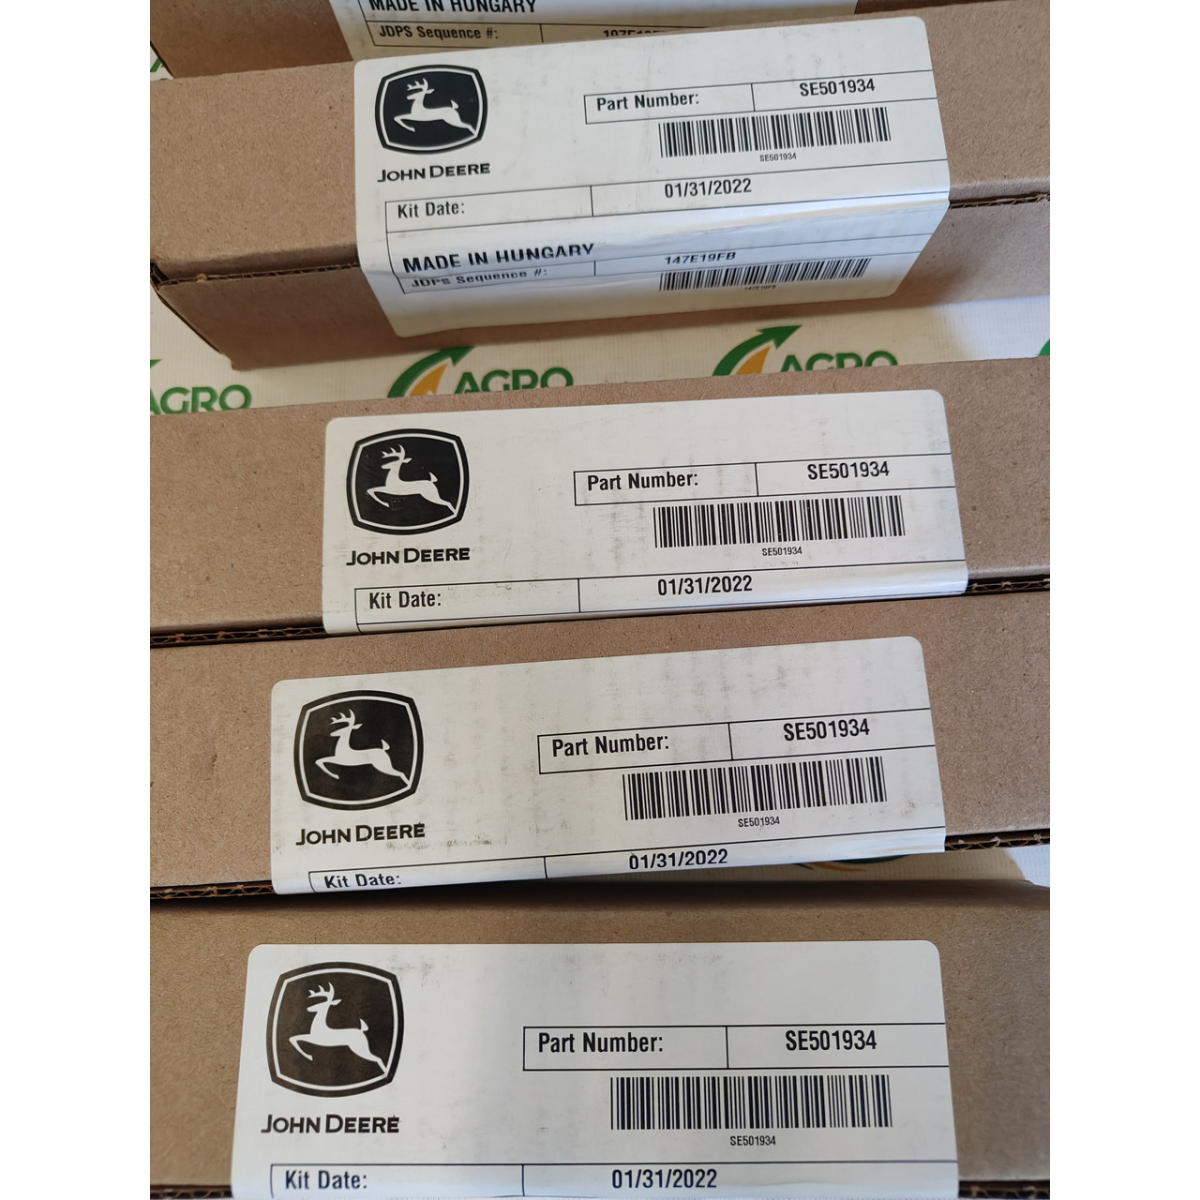 MADE IN HUNGARY
JDPS Sequence #:
JOHN DEERE
Part Number: SE501934
SE501934
Kit Date: 01/31/2022
MADE IN HUNGARY
JDPS Sequence #: 147E19FB
147E19FB
AGRO AGRO AGRO
JOHN DEERE
Part Number: SE501934
SE501934
Kit Date: 01/31/2022
JOHN DEERE
Part Number: SE501934
SE501934
Kit Date: 01/31/2022
JOHN DEERE
Part Number: SE501934
SE501934
Kit Date: 01/31/2022